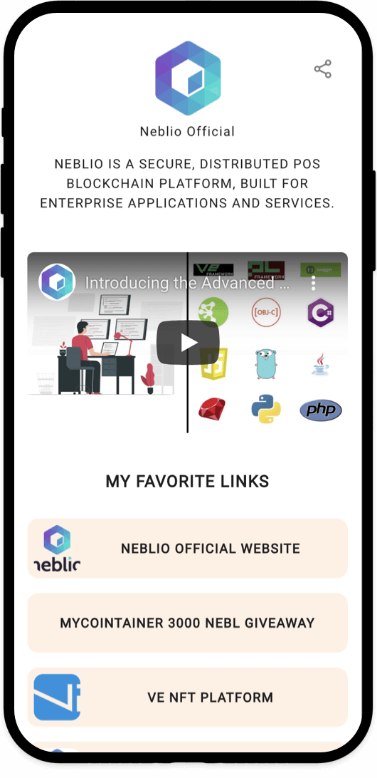 Neblio Official
NEBLIO IS A SECURE, DISTRIBUTED POS
BLOCKCHAIN PLATFORM, BUILT FOR
ENTERPRISE APPLICATIONS AND SERVICES.
Introducing the Advanced ...
[OBJ-C]
C#
JS
php
MY FAVORITE LINKS
neblio
NEBLIO OFFICIAL WEBSITE
MYCOINTAINER 3000 NEBL GIVEAWAY
VE NFT PLATFORM